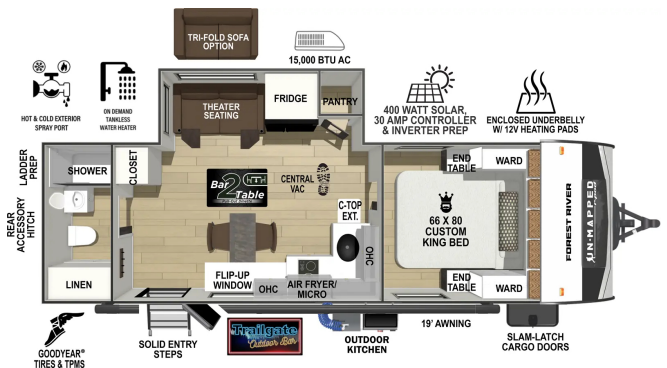 TRI-FOLD SOFA
OPTION
15,000 BTU AC
HOT & COLD EXTERIOR
SPRAY PORT
ON DEMAND
TANKLESS
WATER HEATER
THEATER
SEATING
FRIDGE
PANTRY
400 WATT SOLAR,
30 AMP CONTROLLER
& INVERTER PREP
ENCLOSED UNDERBELLY
W/ 12V HEATING PADS
LADDER
PREP
SHOWER
CLOSET
Bar
2
HTH
Table
CENTRAL
VAC
C-TOP
EXT.
END
TABLE
WARD
66 X 80
CUSTOM
KING BED
FOREST RIVER
UN-MAPPED
REAR
ACCESSORY
HITCH
LINEN
FLIP-UP
WINDOW
OHC
AIR FRYER/
MICRO
OHC
END
TABLE
WARD
19' AWNING
GOODYEAR®
TIRES & TPMS
SOLID ENTRY
STEPS
Trailgate
Outdoor Bar
OUTDOOR
KITCHEN
SLAM-LATCH
CARGO DOORS